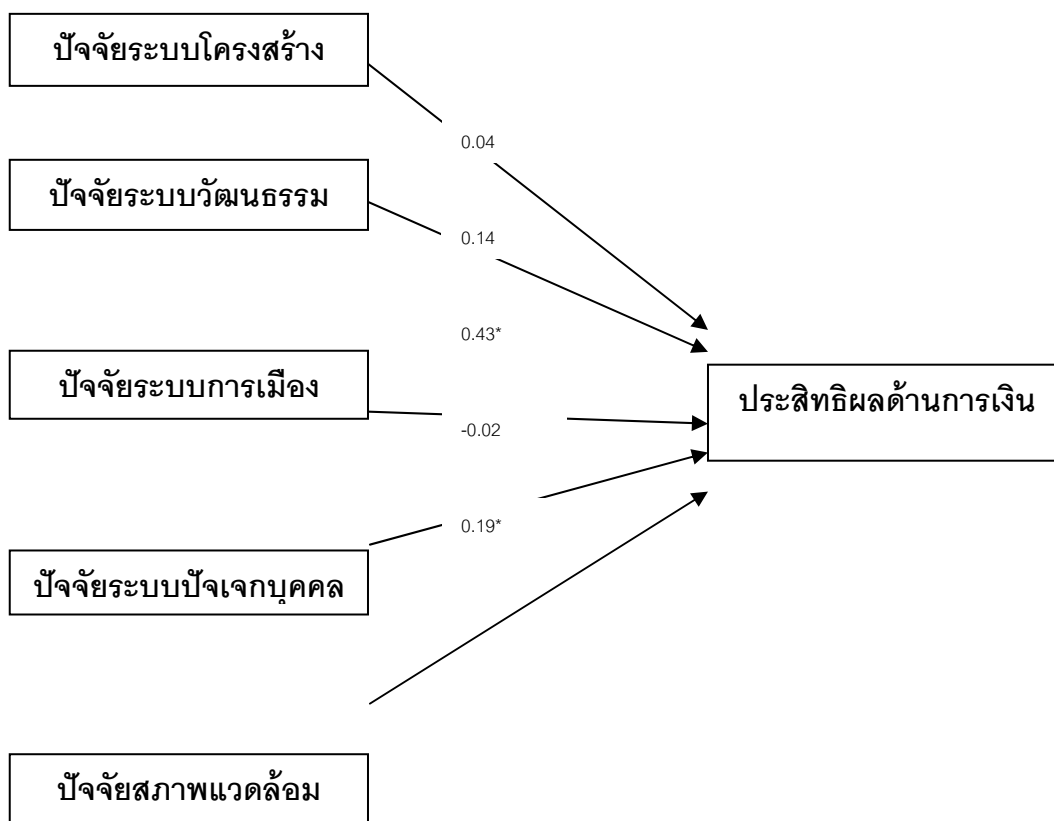 ปัจจัยระบบโครงสร้าง
0.04
ปัจจัยระบบวัฒนธรรม
0.14
0.43*
ปัจจัยระบบการเมือง
ประสิทธิผลด้านการเงิน
-0.02
0.19*
ปัจจัยระบบปัจเจกบุคคล
ปัจจัยสภาพแวดล้อม